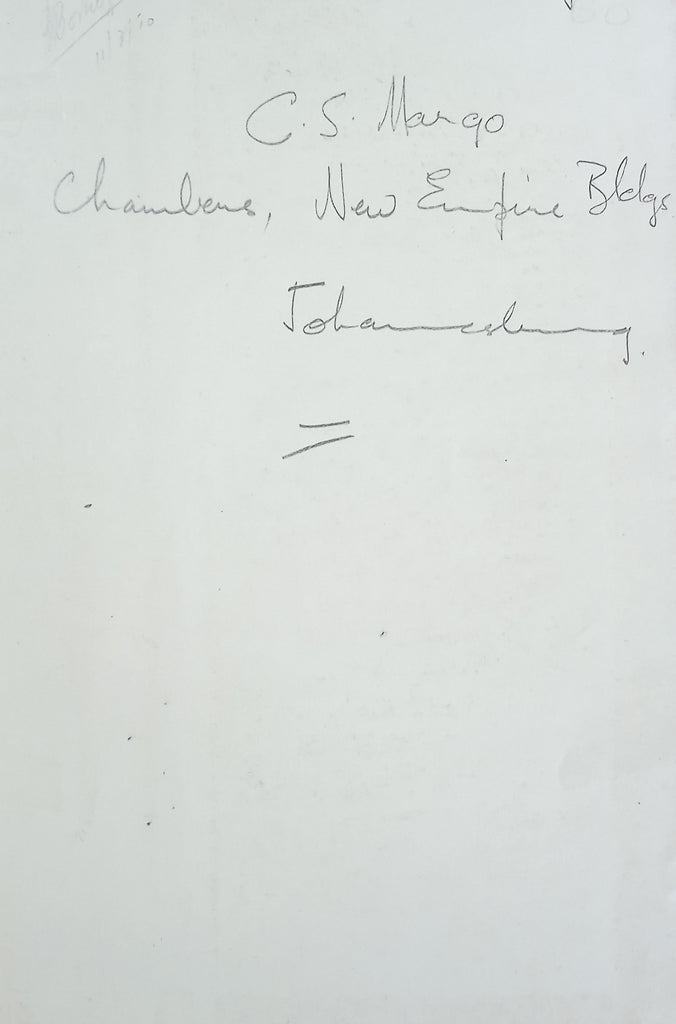 C. S. Margo
Chambers, New Empire Bldgs
Johannesburg.